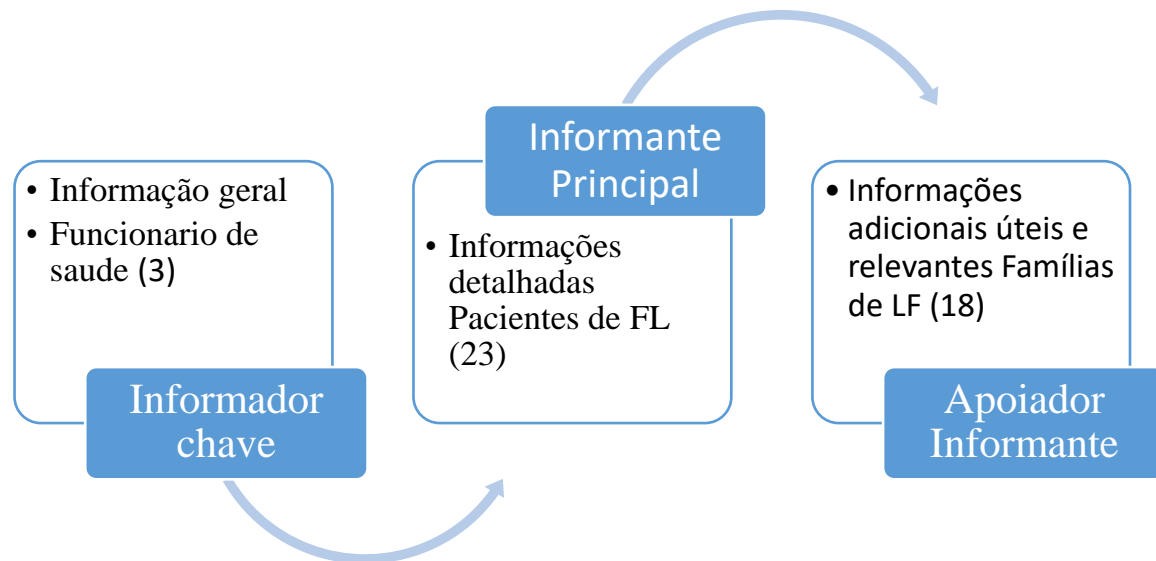 • Informação geral
• Funcionario de
saude (3)
Informador
chave
Informante
Principal
• Informações
detalhadas
Pacientes de FL
(23)
• Informações
adicionais úteis e
relevantes Famílias
de LF (18)
Apoiador
Informante